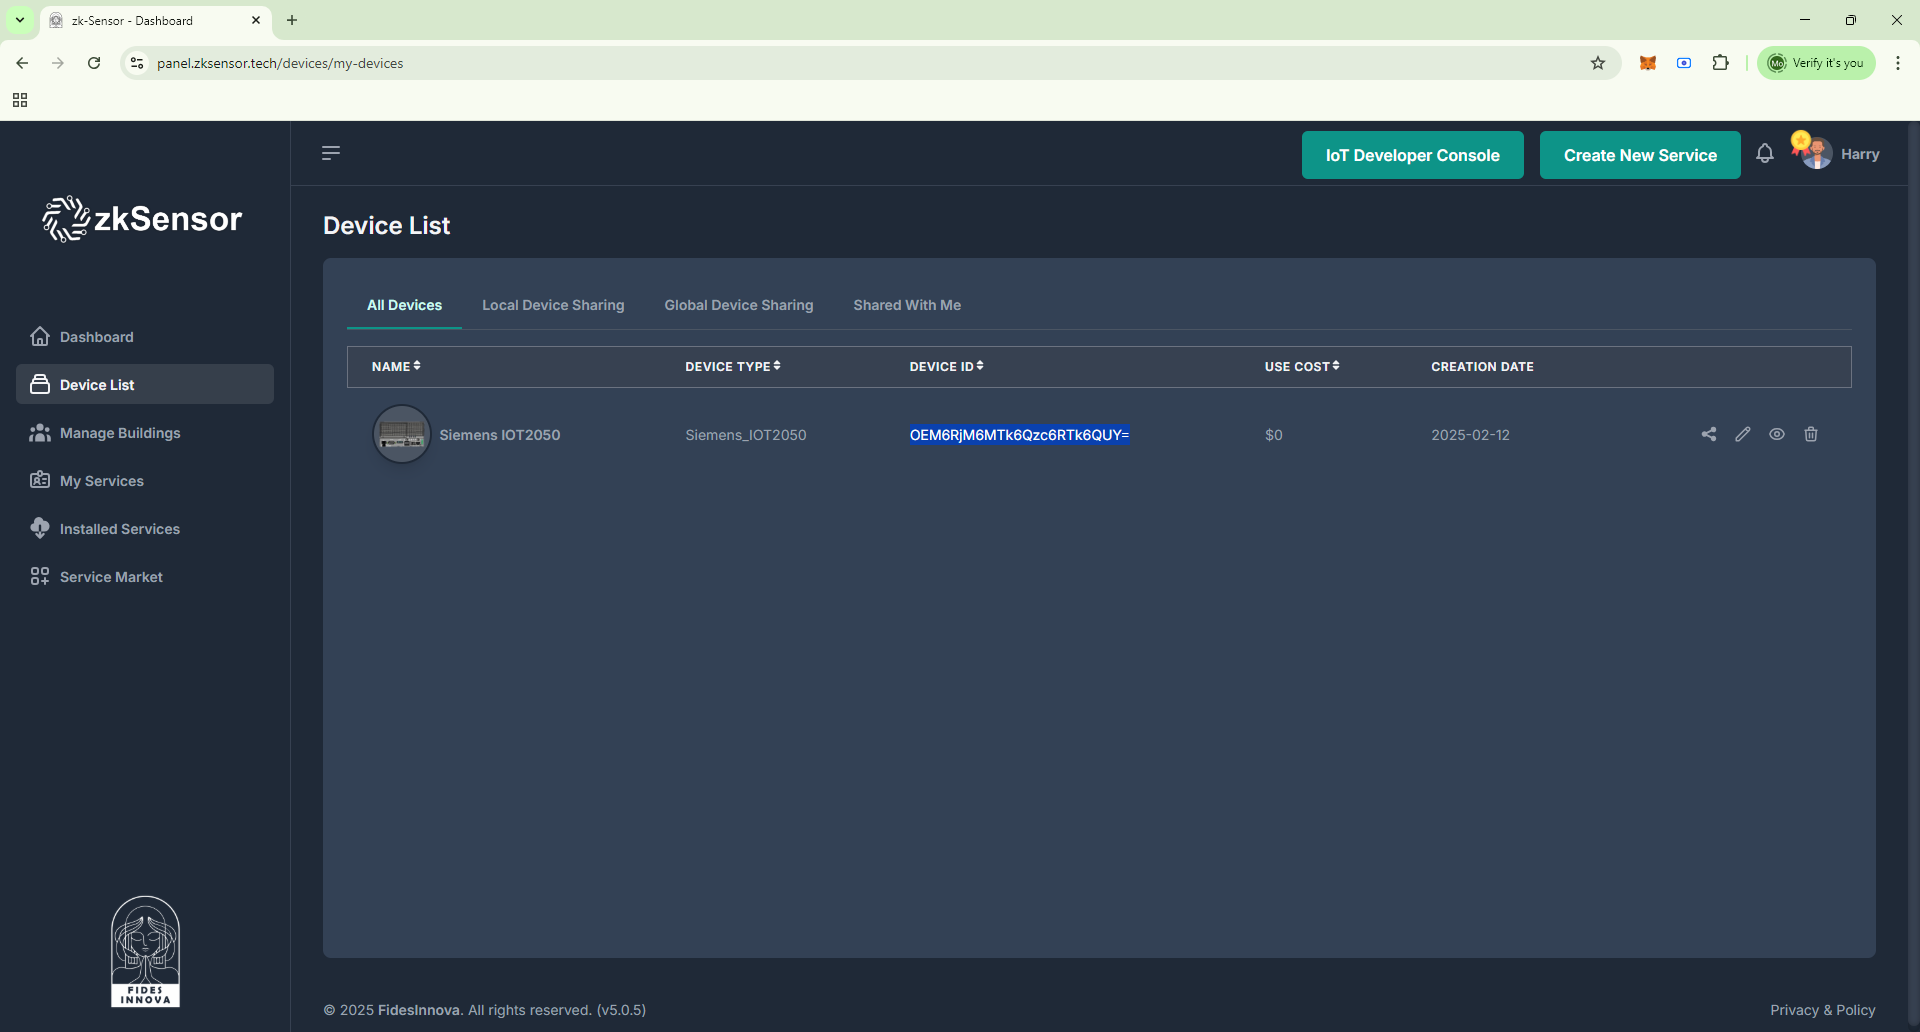 zk-Sensor - Dashboard
panel.zksensor.tech/devices/my-devices
Mo
Verify it's you
zkSensor
IoT Developer Console
Create New Service
Harry
Device List
Dashboard
Device List
Manage Buildings
My Services
Installed Services
Service Market
All Devices
Local Device Sharing
Global Device Sharing
Shared With Me
NAME
DEVICE TYPE
DEVICE ID
USE COST
CREATION DATE
Siemens IOT2050
Siemens_IOT2050
OEM6RjM6MTk6Qzc6RTk6QUY=
$0
2025-02-12
FIDES
INNOVA
© 2025 FidesInnova. All rights reserved. (v5.0.5)
Privacy & Policy